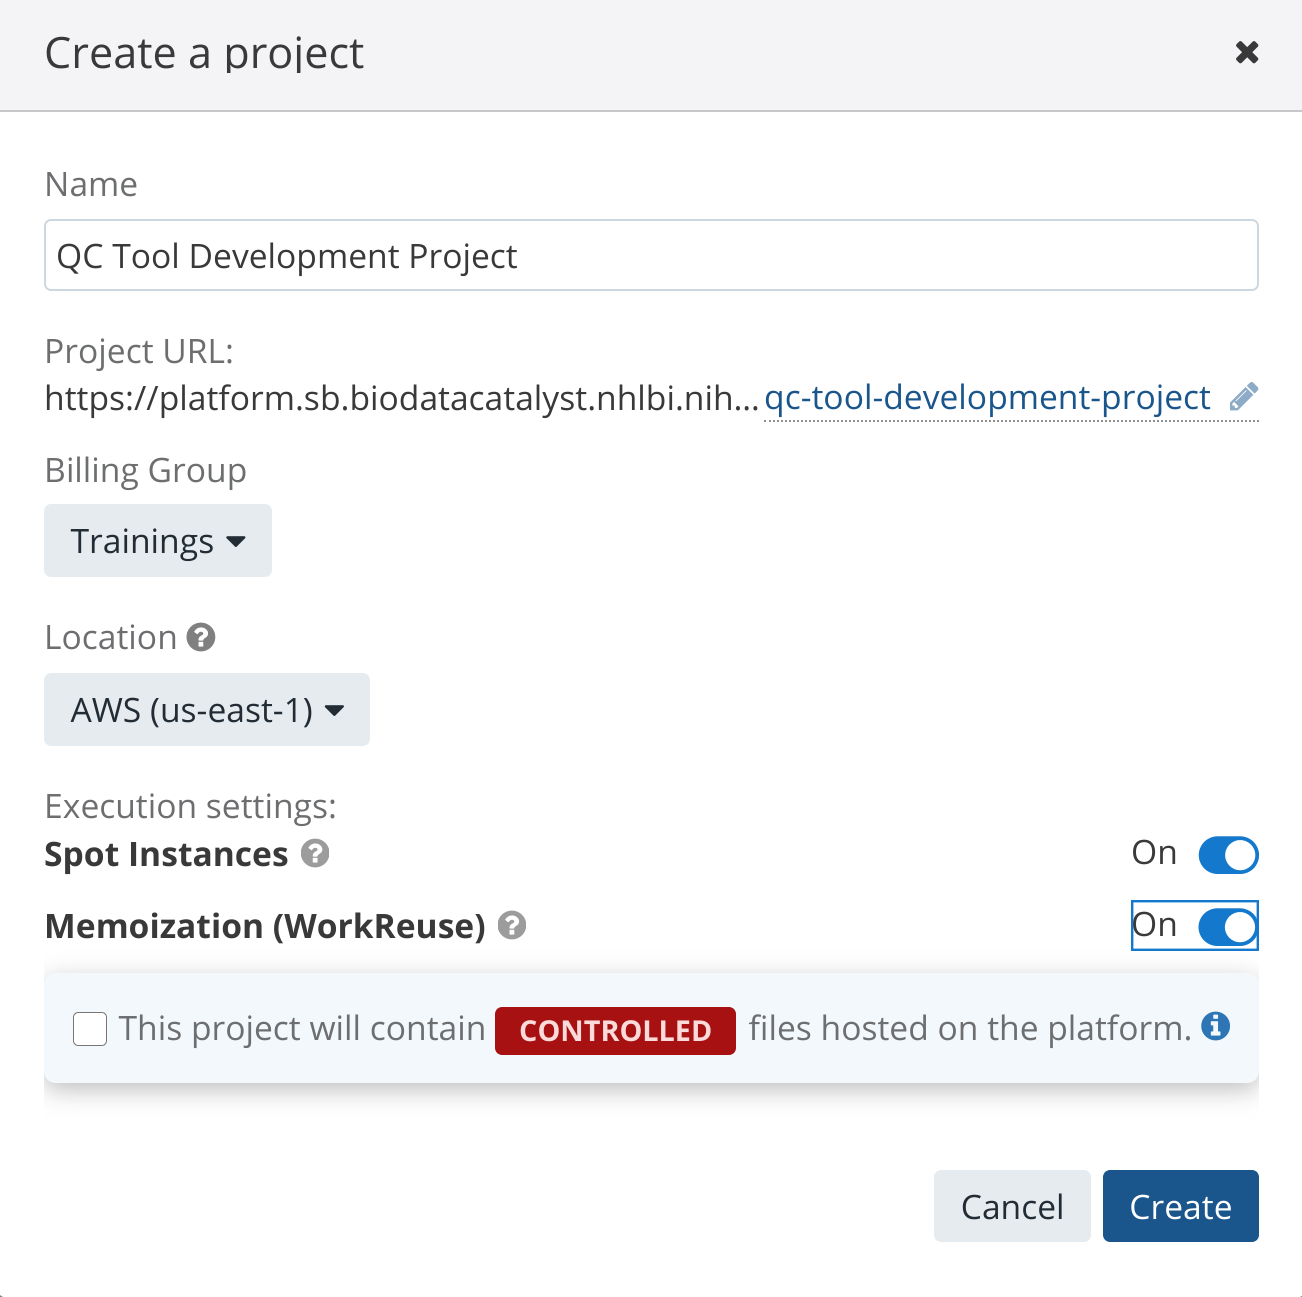 Create a project
Name
QC Tool Development Project
Project URL:
https://platform.sb.biodatacatalyst.nhlbi.nih... qc-tool-development-project
Billing Group
Trainings
Location
AWS (us-east-1)
Execution settings:
Spot Instances On
Memoization (WorkReuse) On
This project will contain CONTROLLED files hosted on the platform.
Cancel Create